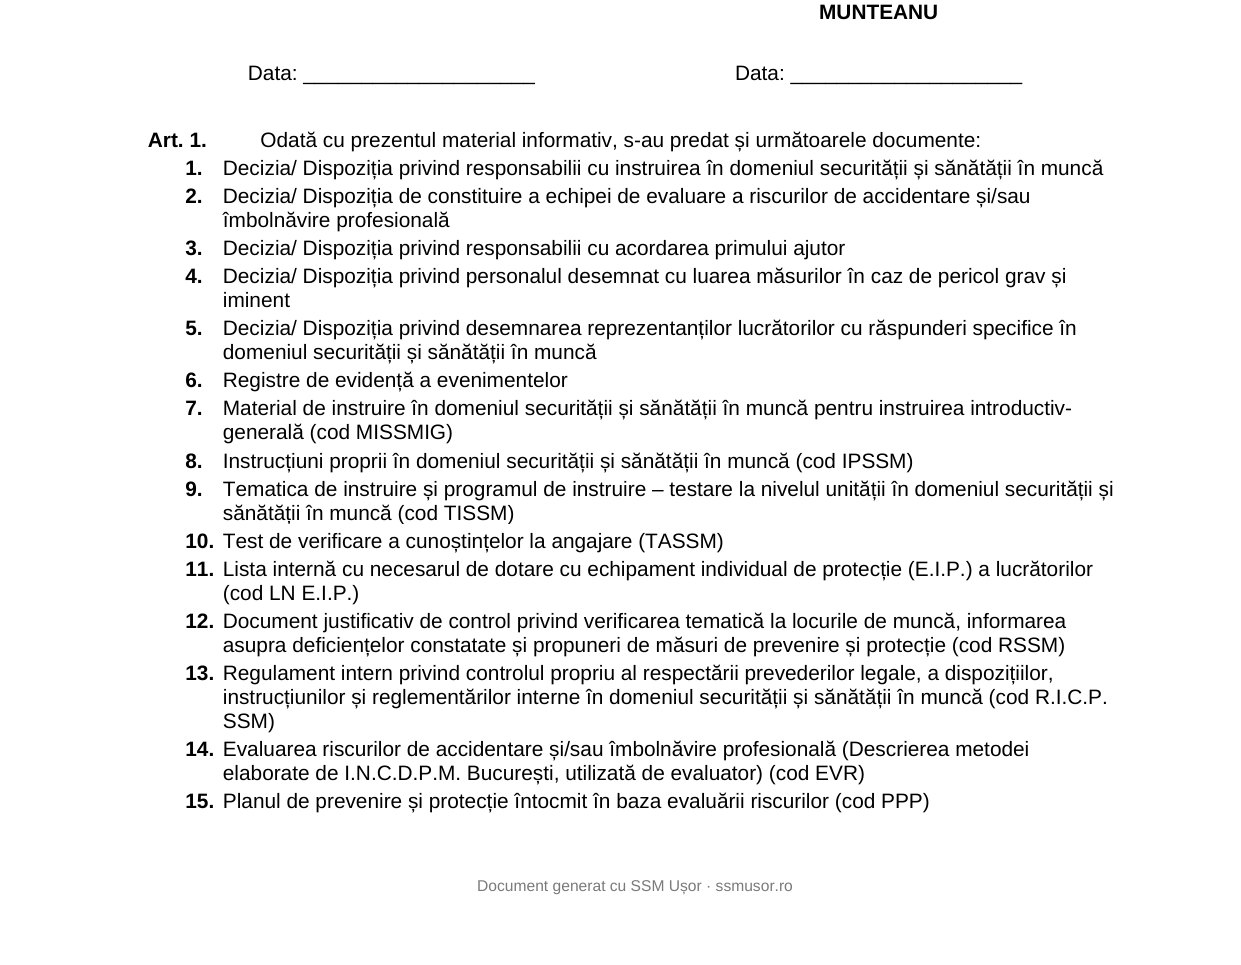 MUNTEANU
Data: ____________________ Data: ____________________
Art. 1. Odată cu prezentul material informativ, s-au predat și următoarele documente:
1. Decizia/ Dispoziția privind responsabilii cu instruirea în domeniul securității și sănătății în muncă
2. Decizia/ Dispoziția de constituire a echipei de evaluare a riscurilor de accidentare și/sau
îmbolnăvire profesională
3. Decizia/ Dispoziția privind responsabilii cu acordarea primului ajutor
4. Decizia/ Dispoziția privind personalul desemnat cu luarea măsurilor în caz de pericol grav și
iminent
5. Decizia/ Dispoziția privind desemnarea reprezentanților lucrătorilor cu răspunderi specifice în
domeniul securității și sănătății în muncă
6. Registre de evidență a evenimentelor
7. Material de instruire în domeniul securității și sănătății în muncă pentru instruirea introductiv-
generală (cod MISSMIG)
8. Instrucțiuni proprii în domeniul securității și sănătății în muncă (cod IPSSM)
9. Tematica de instruire și programul de instruire – testare la nivelul unității în domeniul securității și
sănătății în muncă (cod TISSM)
10. Test de verificare a cunoștințelor la angajare (TASSM)
11. Lista internă cu necesarul de dotare cu echipament individual de protecție (E.I.P.) a lucrătorilor
(cod LN E.I.P.)
12. Document justificativ de control privind verificarea tematică la locurile de muncă, informarea
asupra deficiențelor constatate și propuneri de măsuri de prevenire și protecție (cod RSSM)
13. Regulament intern privind controlul propriu al respectării prevederilor legale, a dispozițiilor,
instrucțiunilor și reglementărilor interne în domeniul securității și sănătății în muncă (cod R.I.C.P.
SSM)
14. Evaluarea riscurilor de accidentare și/sau îmbolnăvire profesională (Descrierea metodei
elaborate de I.N.C.D.P.M. București, utilizată de evaluator) (cod EVR)
15. Planul de prevenire și protecție întocmit în baza evaluării riscurilor (cod PPP)
Document generat cu SSM Ușor · ssmusor.ro